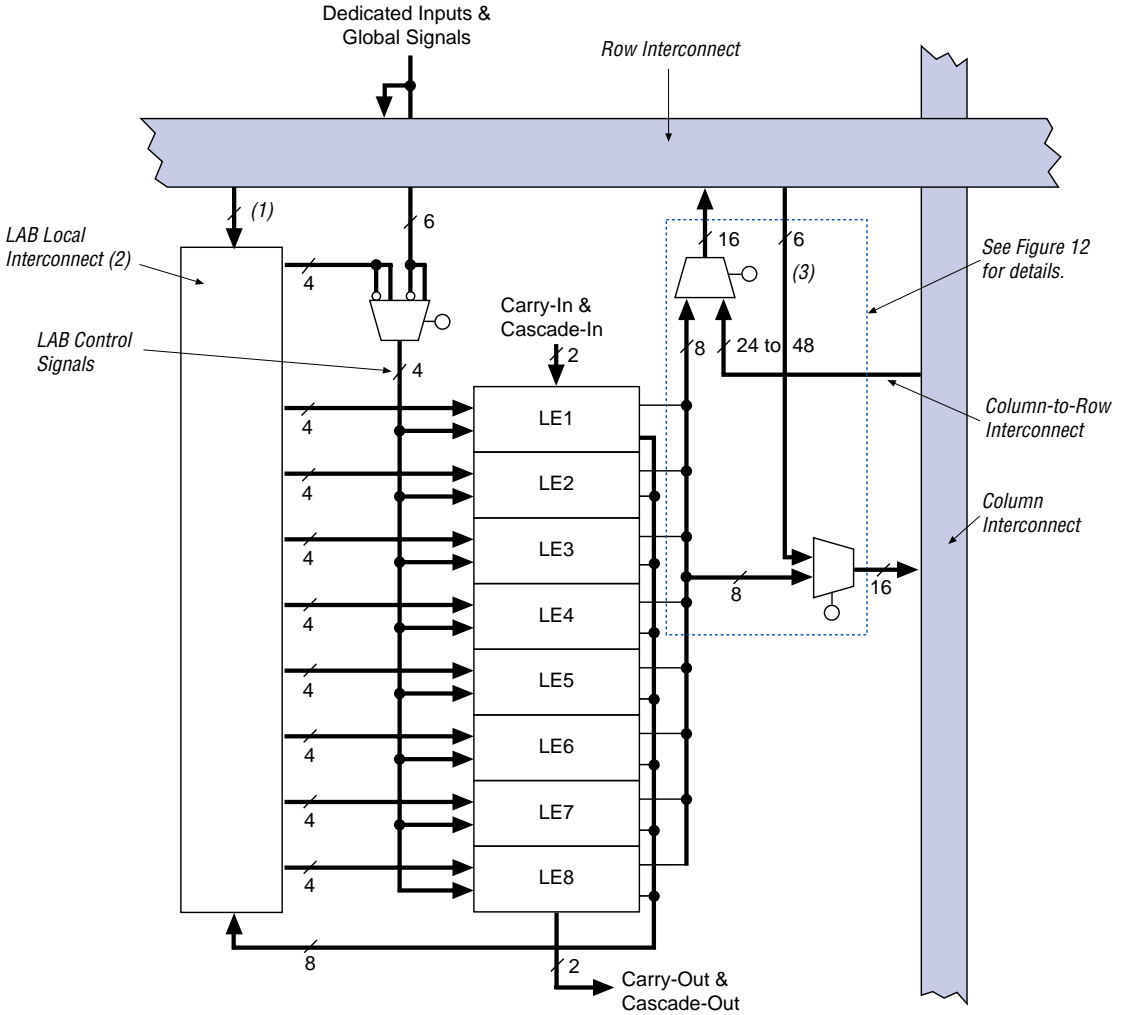 Dedicated Inputs &
Global Signals
Row Interconnect
(1)
6
LAB Local
Interconnect (2)
16
6
(3)
See Figure 12
for details.
4
Carry-In &
Cascade-In
LAB Control
Signals
4
2
8
24 to 48
Column-to-Row
Interconnect
4
LE1
4
LE2
Column
Interconnect
4
LE3
8
16
4
LE4
4
LE5
4
LE6
4
LE7
4
LE8
8
2
Carry-Out &
Cascade-Out